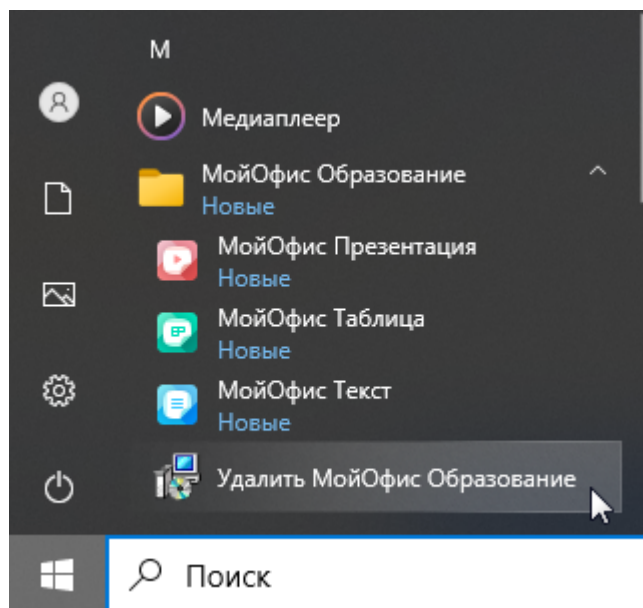 М
Медиаплеер
МойОфис Образование
Новые
МойОфис Презентация
Новые
МойОфис Таблица
Новые
МойОфис Текст
Новые
Удалить МойОфис Образование
Поиск